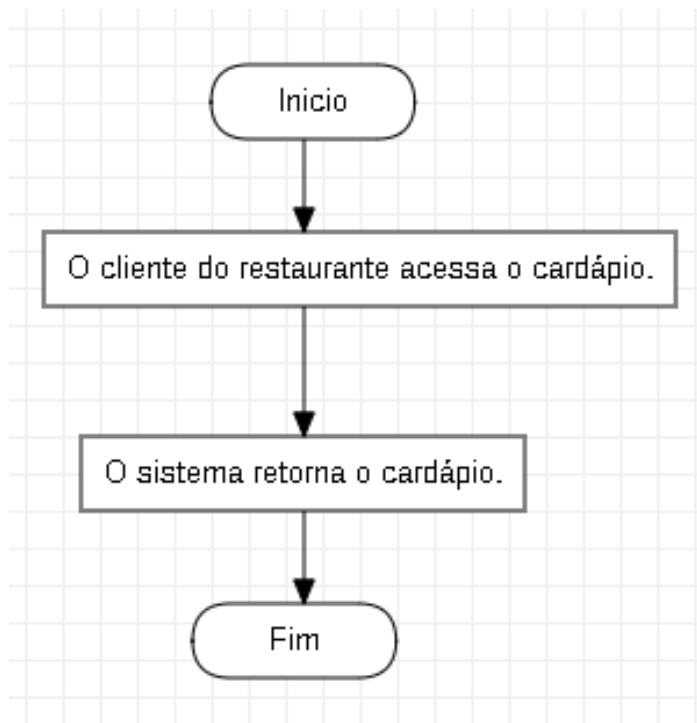 Inicio
O cliente do restaurante acessa o cardápio.
O sistema retorna o cardápio.
Fim